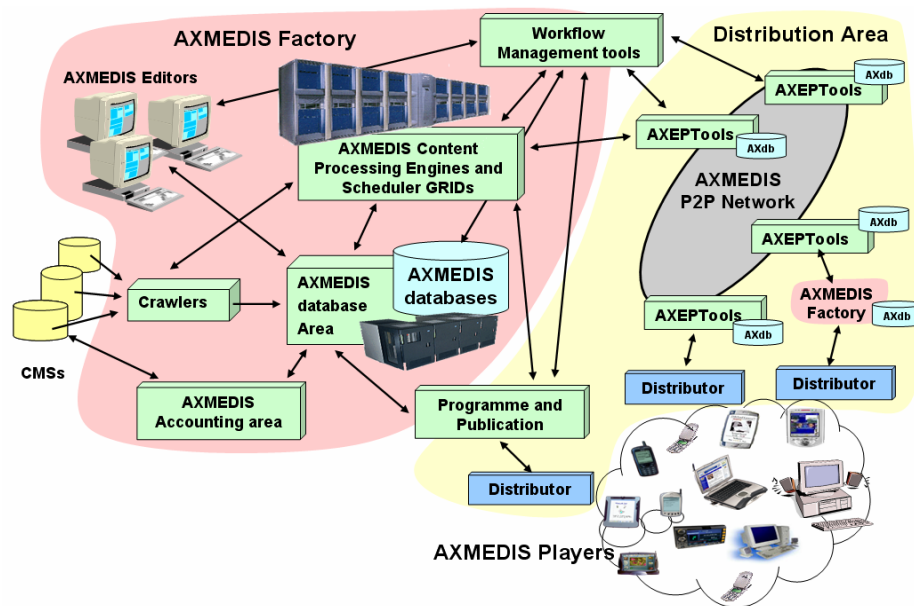 AXMEDIS Factory
Workflow
Management tools
Distribution Area
AXMEDIS Editors
AXdb
AXEPTools
AXEPTools
AXdb
AXMEDIS Content
Processing Engines and
Scheduler GRIDs
AXMEDIS
P2P Network
AXdb
AXEPTools
AXMEDIS
database
Area
AXMEDIS
databases
Crawlers
AXMEDIS
Factory
AXdb
AXEPTools
AXdb
CMSs
AXMEDIS
Accounting area
Programme and
Publication
Distributor
Distributor
Distributor
AXMEDIS Players